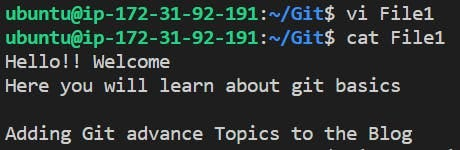 ubuntu@ip-172-31-92-191:~/Git$ vi File1
ubuntu@ip-172-31-92-191:~/Git$ cat File1
Hello!! Welcome
Here you will learn about git basics
Adding Git advance Topics to the Blog